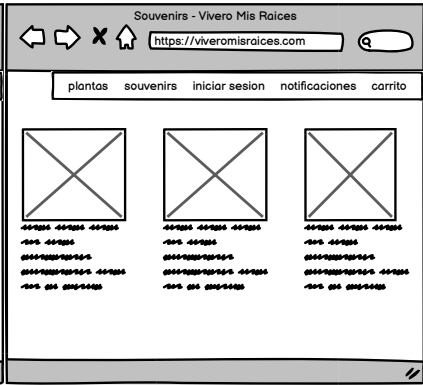 Souvenirs - Vivero Mis Raices
https://viveromisraices.com
plantas souvenirs iniciar sesion notificaciones carrito